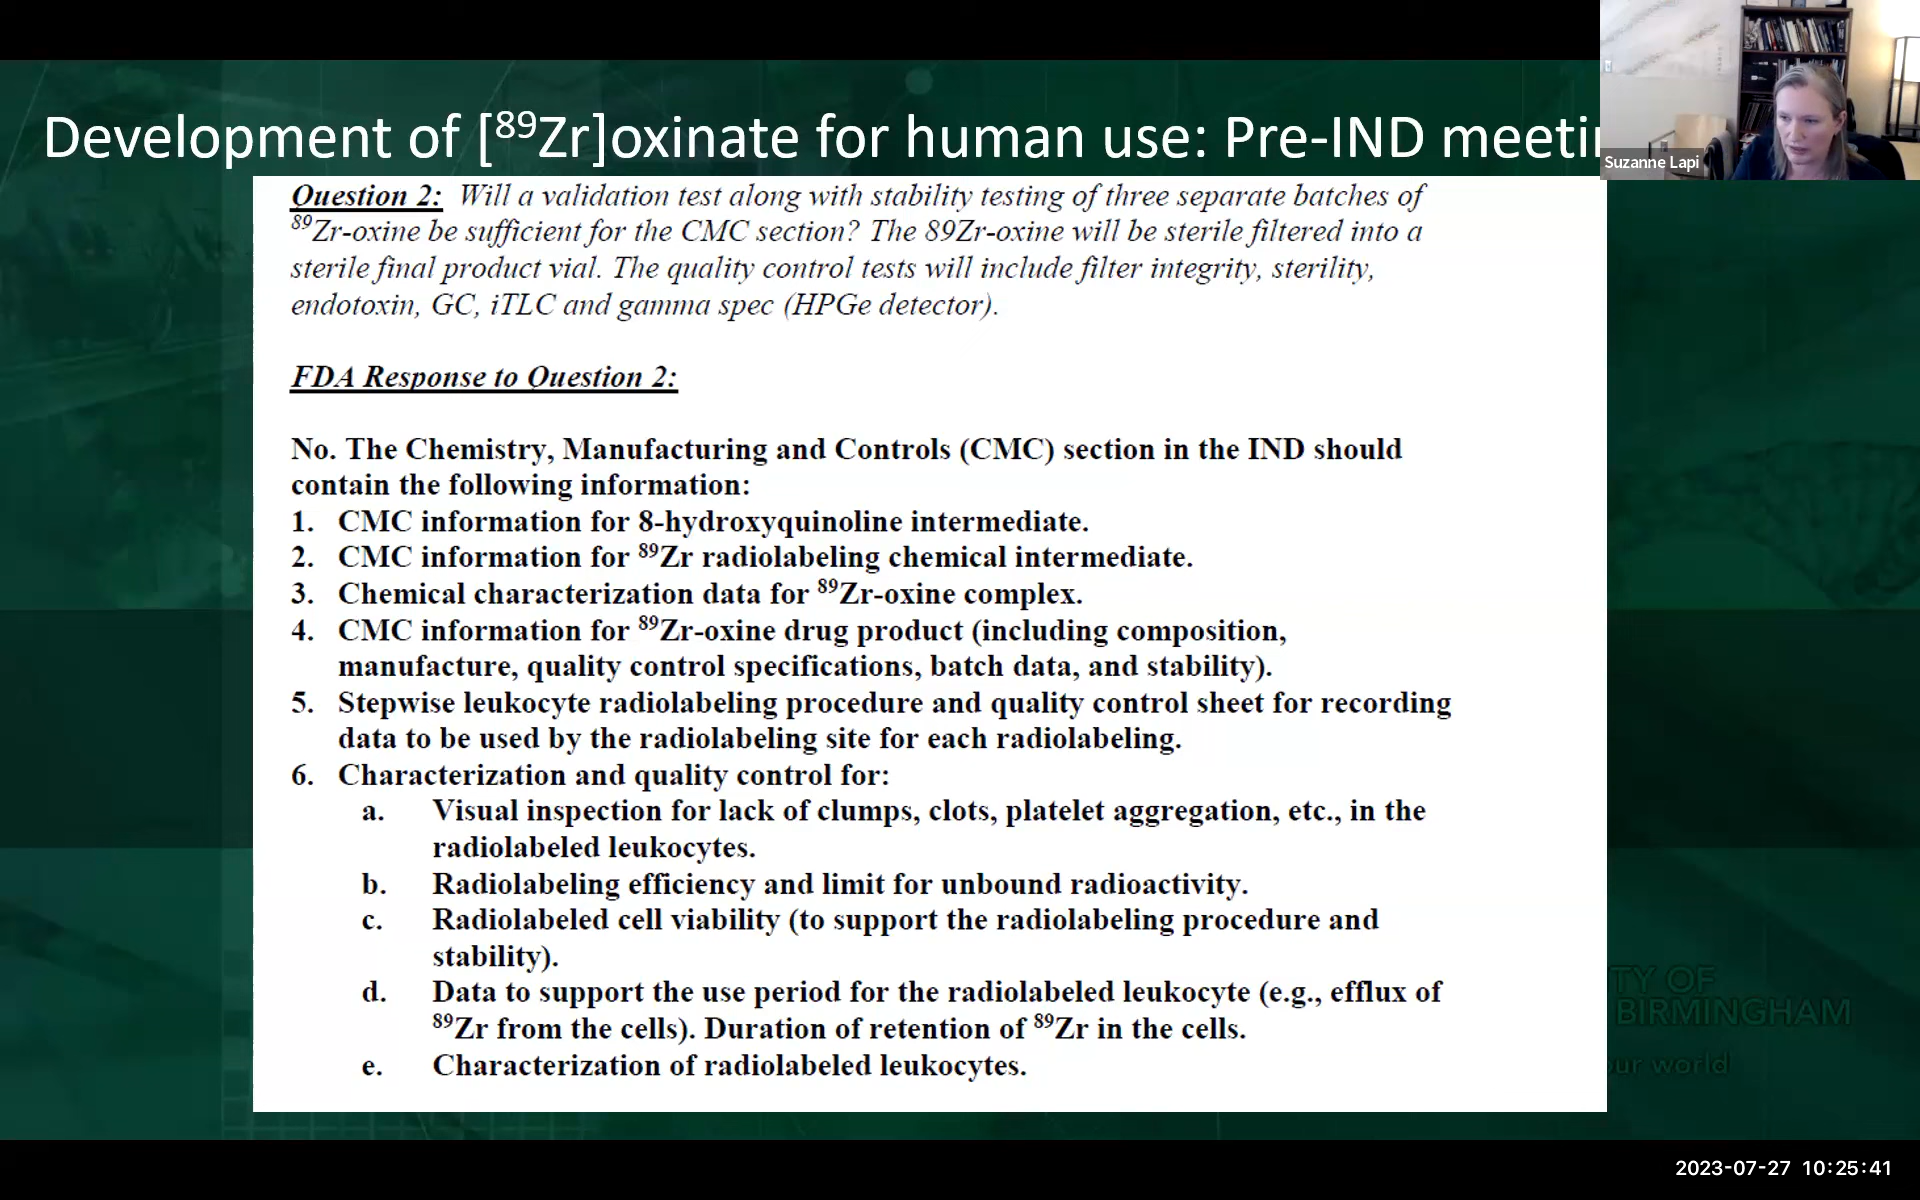 Development of [⁸⁹Zr]oxinate for human use: Pre-IND meetin
Suzanne Lapi
Question 2: Will a validation test along with stability testing of three separate batches of
⁸⁹Zr-oxine be sufficient for the CMC section? The 89Zr-oxine will be sterile filtered into a
sterile final product vial. The quality control tests will include filter integrity, sterility,
endotoxin, GC, iTLC and gamma spec (HPGe detector).
FDA Response to Question 2:
No. The Chemistry, Manufacturing and Controls (CMC) section in the IND should
contain the following information:
1. CMC information for 8-hydroxyquinoline intermediate.
2. CMC information for ⁸⁹Zr radiolabeling chemical intermediate.
3. Chemical characterization data for ⁸⁹Zr-oxine complex.
4. CMC information for ⁸⁹Zr-oxine drug product (including composition,
manufacture, quality control specifications, batch data, and stability).
5. Stepwise leukocyte radiolabeling procedure and quality control sheet for recording
data to be used by the radiolabeling site for each radiolabeling.
6. Characterization and quality control for:
a. Visual inspection for lack of clumps, clots, platelet aggregation, etc., in the
radiolabeled leukocytes.
b. Radiolabeling efficiency and limit for unbound radioactivity.
c. Radiolabeled cell viability (to support the radiolabeling procedure and
stability).
d. Data to support the use period for the radiolabeled leukocyte (e.g., efflux of
⁸⁹Zr from the cells). Duration of retention of ⁸⁹Zr in the cells.
e. Characterization of radiolabeled leukocytes.
TY OF
BIRMINGHAM
our world
2023-07-27 10:25:41